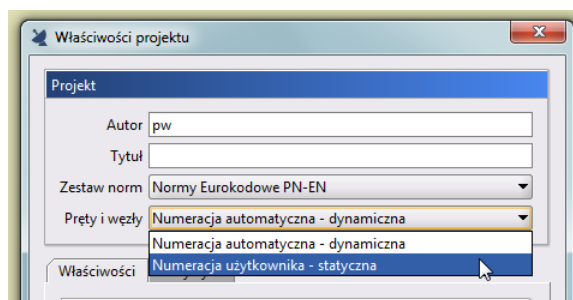 Właściwości projektu
Projekt
Autor pw
Tytuł
Zestaw norm Normy Eurokodowe PN-EN
Pręty i węzły Numeracja automatyczna - dynamiczna
Numeracja automatyczna - dynamiczna
Numeracja użytkownika - statyczna
Właściwości